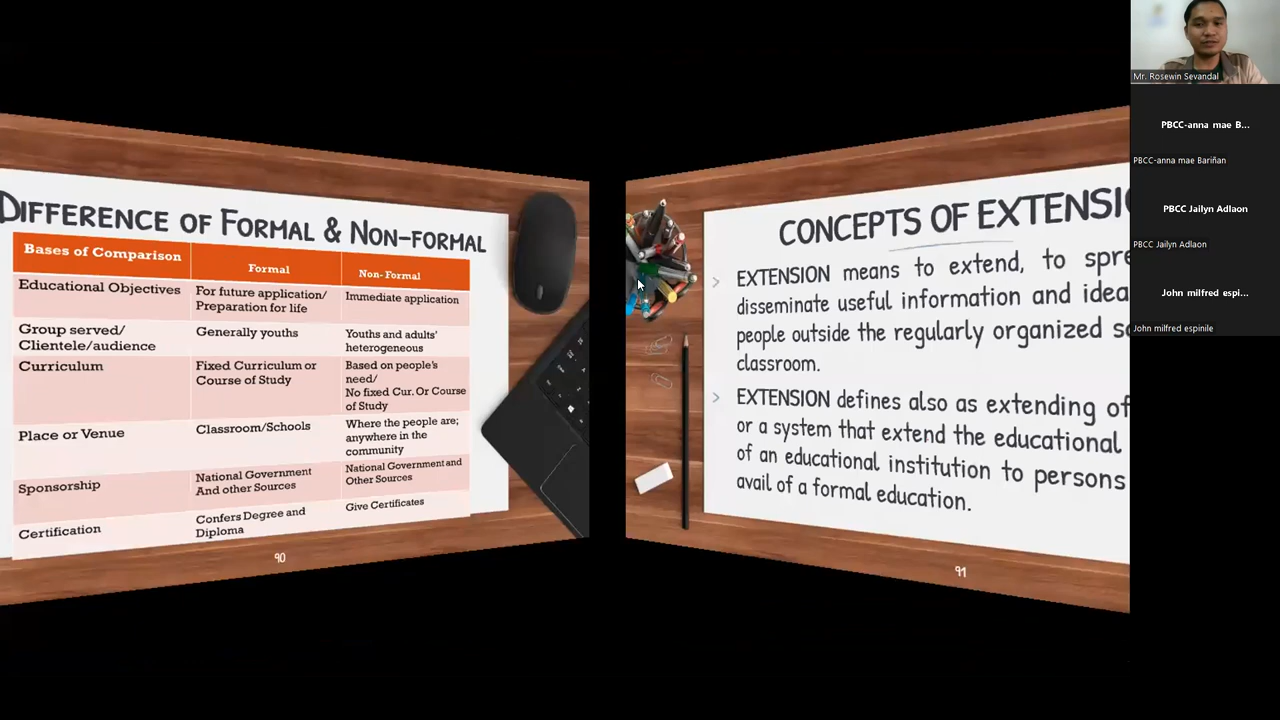 DIFFERENCE OF FORMAL & NON-FORMAL
Bases of Comparison
Formal
Non- Formal
Educational Objectives
For future application/
Preparation for life
Immediate application
Group served/
Clientele/audience
Generally youths
Youths and adults'
heterogeneous
Curriculum
Fixed Curriculum or
Course of Study
Based on people's
need/
No fixed Cur. Or Course
of Study
Place or Venue
Classroom/Schools
Where the people are;
anywhere in the
community
Sponsorship
National Government
And other Sources
National Government and
Other Sources
Certification
Confers Degree and
Diploma
Give Certificates
90
CONCEPTS OF EXTENSI
EXTENSION means to extend, to spre
disseminate useful information and idea
people outside the regularly organized s
classroom.
EXTENSION defines also as extending of
or a system that extend the educational
of an educational institution to persons
avail of a formal education.
91
Mr. Rosewin Sevandal
PBCC-anna mae B...
PBCC-anna mae Bariñan
PBCC Jailyn Adlaon
PBCC Jailyn Adlaon
John milfred espi...
John milfred espinile